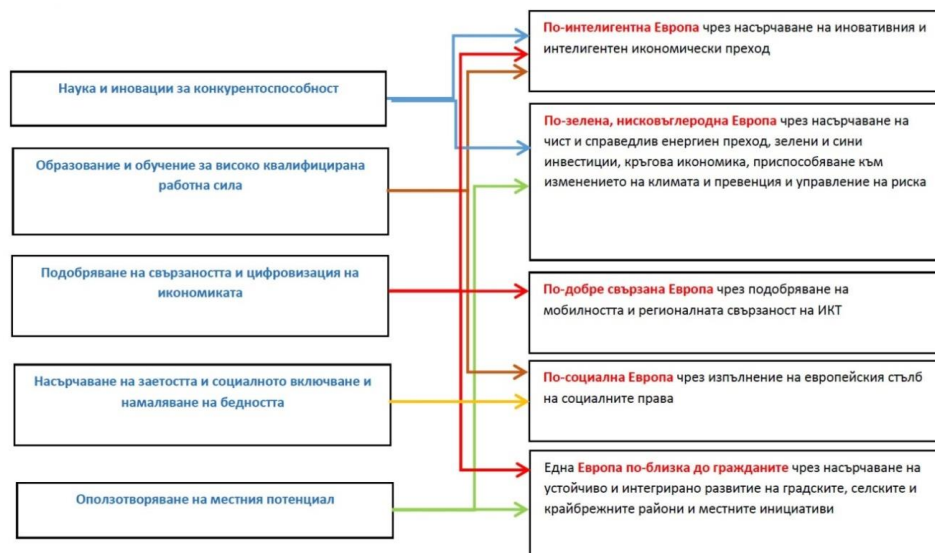 Наука и иновации за конкурентоспособност
Образование и обучение за високо квалифицирана
работна сила
Подобряване на свързаността и цифровизация на
икономиката
Насърчаване на заетостта и социалното включване и
намаляване на бедността
Оползотворяване на местния потенциал
По-интелигентна Европа чрез насърчаване на иновативния и
интелигентен икономически преход
По-зелена, нисковъглеродна Европа чрез насърчаване на
чист и справедлив енергиен преход, зелени и сини
инвестиции, кръгова икономика, приспособяване към
изменението на климата и превенция и управление на риска
По-добре свързана Европа чрез подобряване на
мобилността и регионалната свързаност на ИКТ
По-социална Европа чрез изпълнение на европейския стълб
на социалните права
Една Европа по-близка до гражданите чрез насърчаване на
устойчиво и интегрирано развитие на градските, селските и
крайбрежните райони и местните инициативи